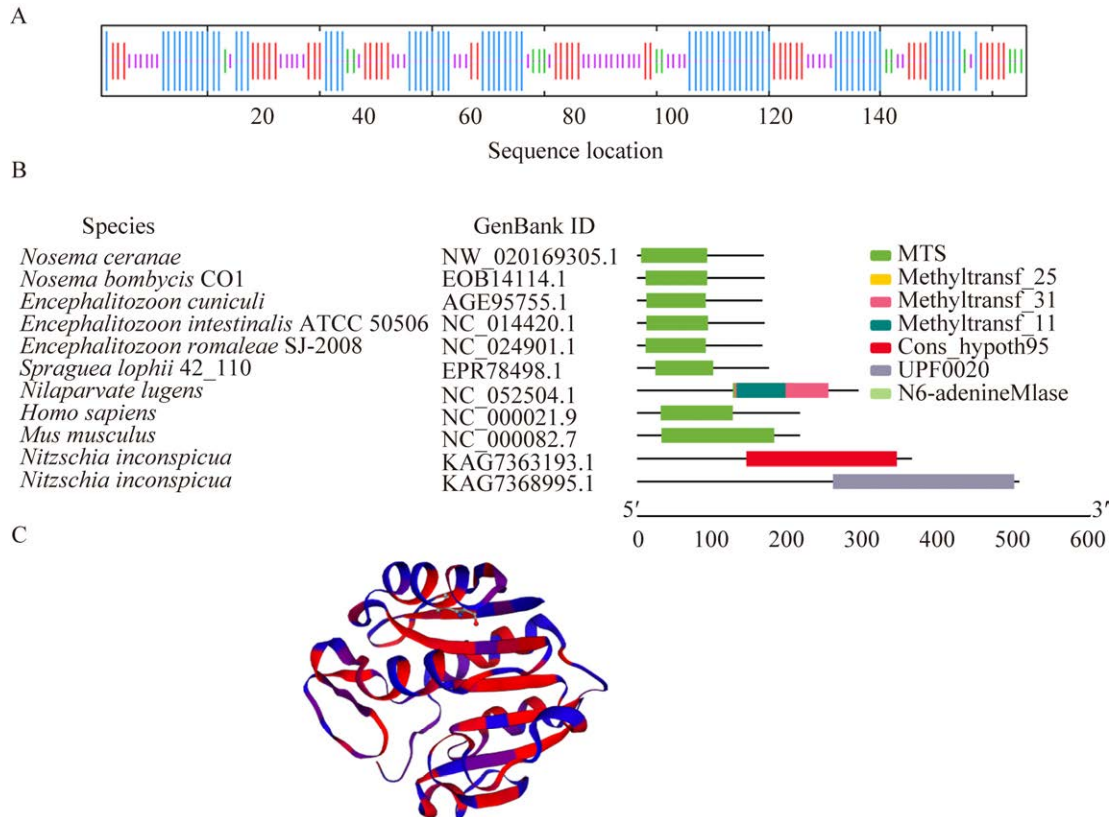 A
20 40 60 80 100 120 140
Sequence location
B
Species GenBank ID
Nosema ceranae NW_020169305.1
Nosema bombycis CO1 EOB14114.1
Encephalitozoon cuniculi AGE95755.1
Encephalitozoon intestinalis ATCC 50506 NC_014420.1
Encephalitozoon romaleae SJ-2008 NC_024901.1
Spraguea lophii 42_110 EPR78498.1
Nilaparvate lugens NC_052504.1
Homo sapiens NC_000021.9
Mus musculus NC_000082.7
Nitzschia inconspicua KAG7363193.1
Nitzschia inconspicua KAG7368995.1
MTS
Methyltransf_25
Methyltransf_31
Methyltransf_11
Cons_hypoth95
UPF0020
N6-adenineMlase
5′ 3′
0 100 200 300 400 500 600
C